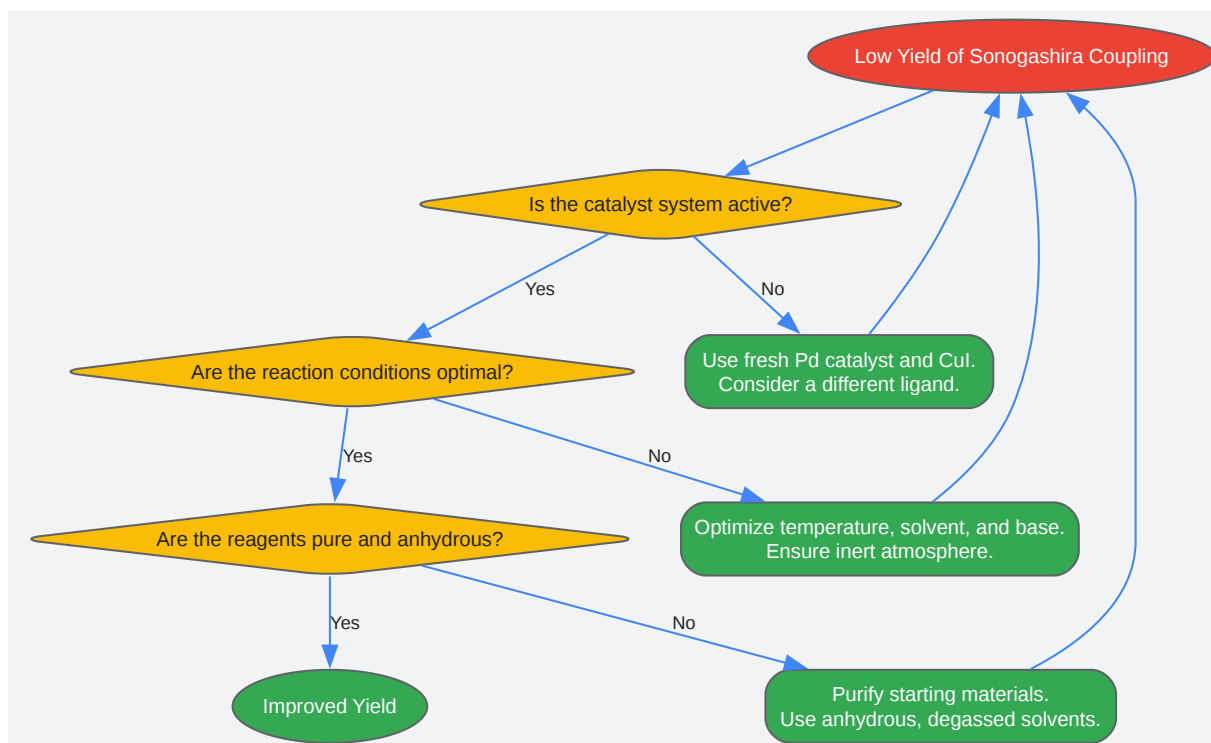 Low Yield of Sonogashira Coupling
Is the catalyst system active?
Yes
No
Use fresh Pd catalyst and CuI.
Consider a different ligand.
Are the reaction conditions optimal?
Yes
No
Optimize temperature, solvent, and base.
Ensure inert atmosphere.
Are the reagents pure and anhydrous?
Yes
No
Improved Yield
Purify starting materials.
Use anhydrous, degassed solvents.